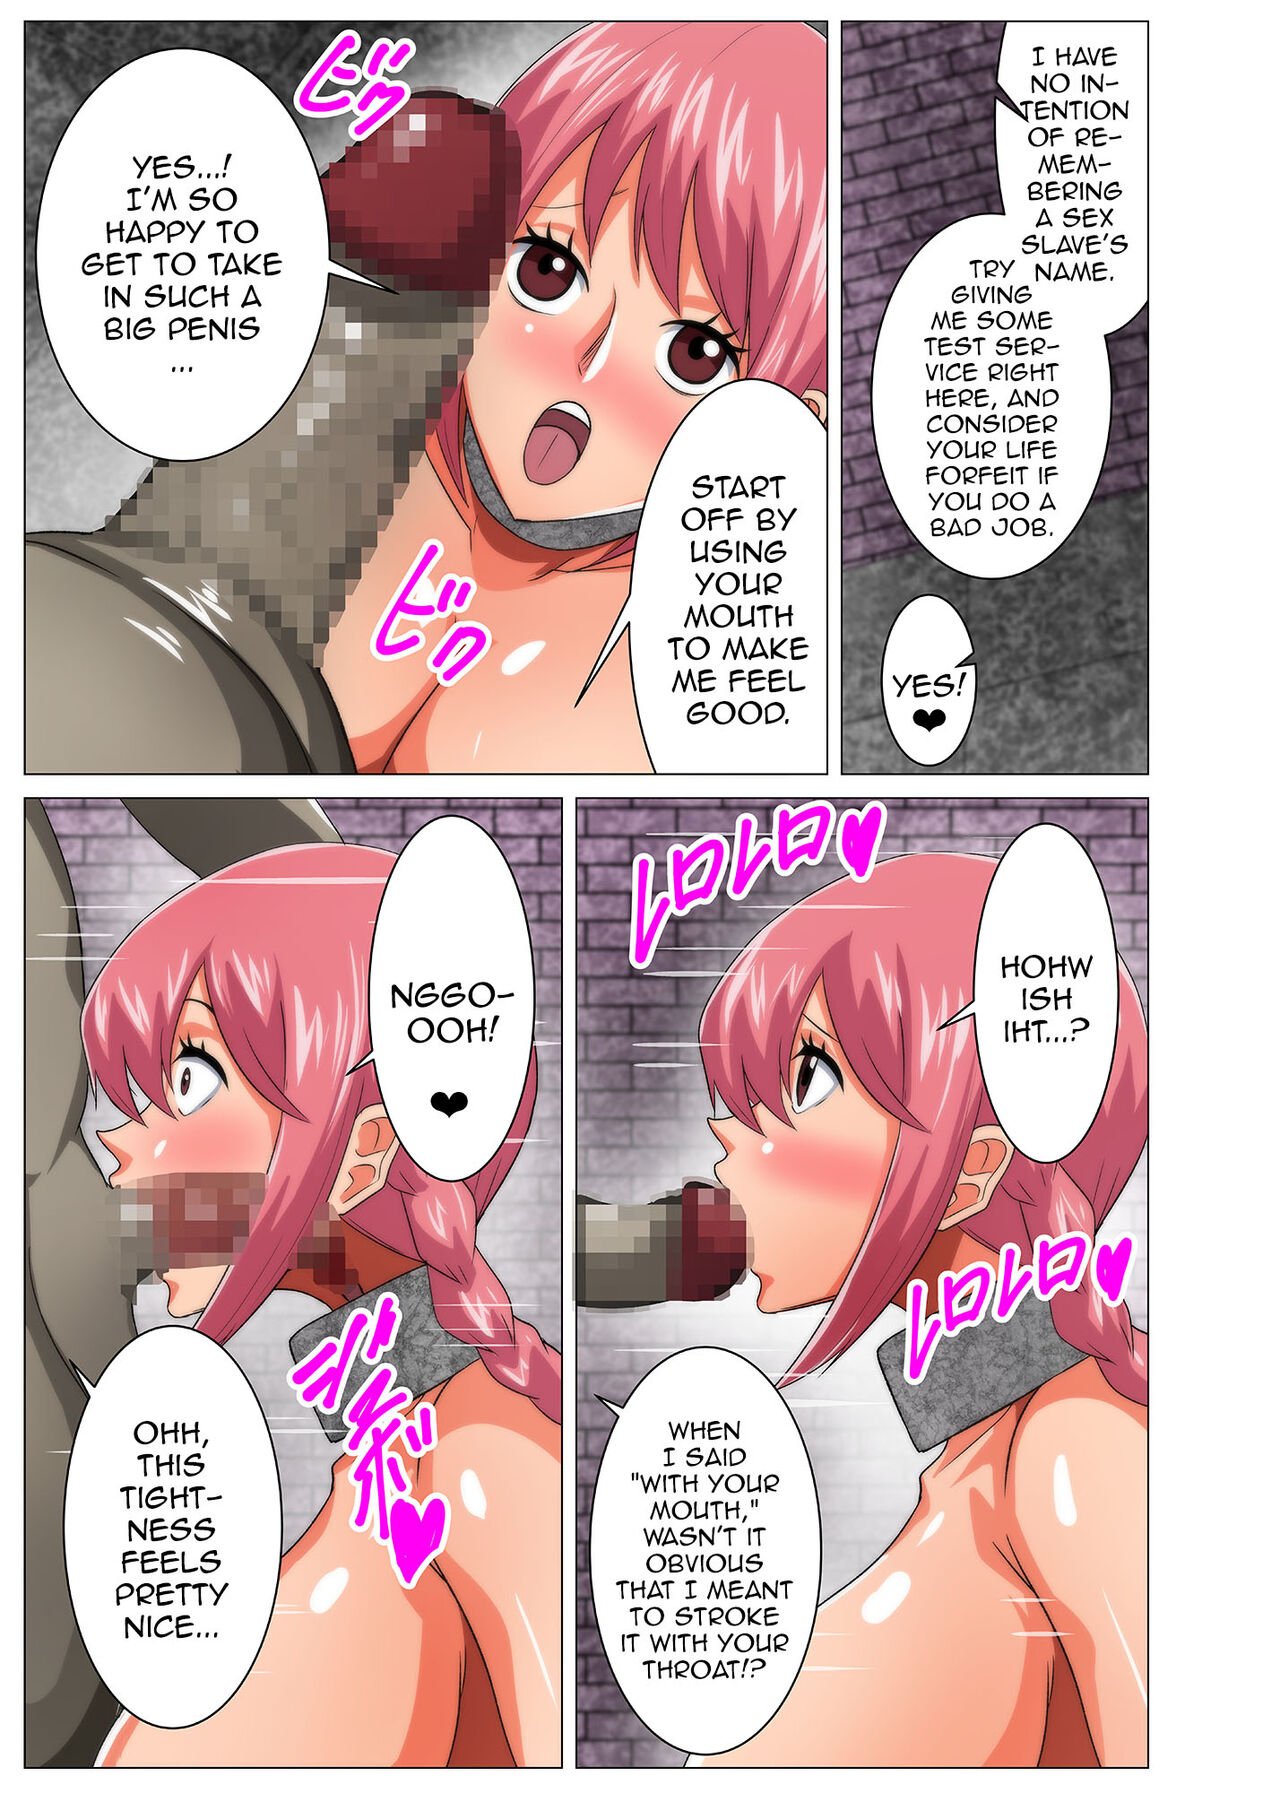 I HAVE
NO IN-
TENTION
OF RE-
MEM-
BERING
A SEX
SLAVE'S
NAME.
TRY
GIVING
ME SOME
TEST SER-
VICE RIGHT
HERE, AND
CONSIDER
YOUR LIFE
FORFEIT IF
YOU DO A
BAD JOB.
YES!
♥
START
OFF BY
USING
YOUR
MOUTH
TO MAKE
ME FEEL
GOOD.
ビク
YES...!
I'M SO
HAPPY TO
GET TO TAKE
IN SUCH A
BIG PENIS
...
ビク
HOHW
ISH
IHT...?
レロレロ♥
レロレロ♥
WHEN
I SAID
"WITH YOUR
MOUTH,"
WASN'T IT
OBVIOUS
THAT I MEANT
TO STROKE
IT WITH YOUR
THROAT!?
NGGO-
OOH!
♥
OHH,
THIS
TIGHT-
NESS
FEELS
PRETTY
NICE...